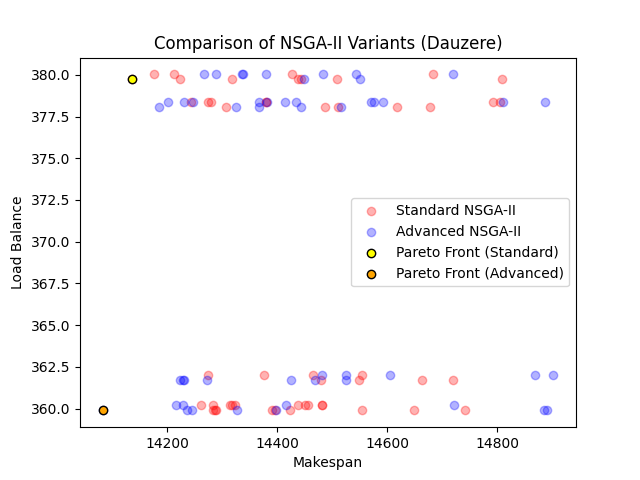 Comparison of NSGA-II Variants (Dauzere)
380.0
377.5
375.0
372.5
370.0
367.5
365.0
362.5
360.0
Load Balance
Standard NSGA-II
Advanced NSGA-II
Pareto Front (Standard)
Pareto Front (Advanced)
14200 14400 14600 14800
Makespan